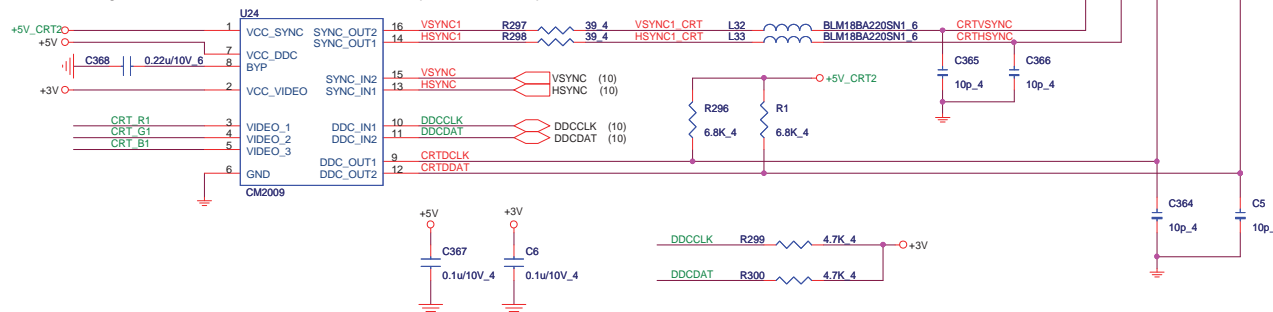 U24
+5V_CRT2
+5V
C368
0.22u/10V_6
+3V
CRT_R1
CRT_G1
CRT_B1
1
7
8
2
3
4
5
6
VCC_SYNC
VCC_DDC
BYP
VCC_VIDEO
VIDEO_1
VIDEO_2
VIDEO_3
GND
SYNC_OUT2
SYNC_OUT1
SYNC_IN2
SYNC_IN1
DDC_IN1
DDC_IN2
DDC_OUT1
DDC_OUT2
CM2009
16
14
15
13
10
11
9
12
VSYNC1
HSYNC1
VSYNC
HSYNC
DDCCLK
DDCDAT
CRTDCLK
CRTDDAT
R297
R298
39_4
39_4
VSYNC1_CRT
HSYNC1_CRT
L32
L33
BLM18BA220SN1_6
BLM18BA220SN1_6
CRTVSYNC
CRTHSYNC
VSYNC (10)
HSYNC (10)
DDCCLK (10)
DDCDAT (10)
+5V_CRT2
R296
6.8K_4
R1
6.8K_4
C365
10p_4
C366
10p_4
C364
10p_4
C5
10p_
+5V
C367
0.1u/10V_4
+3V
C6
0.1u/10V_4
DDCCLK
R299
4.7K_4
+3V
DDCDAT
R300
4.7K_4